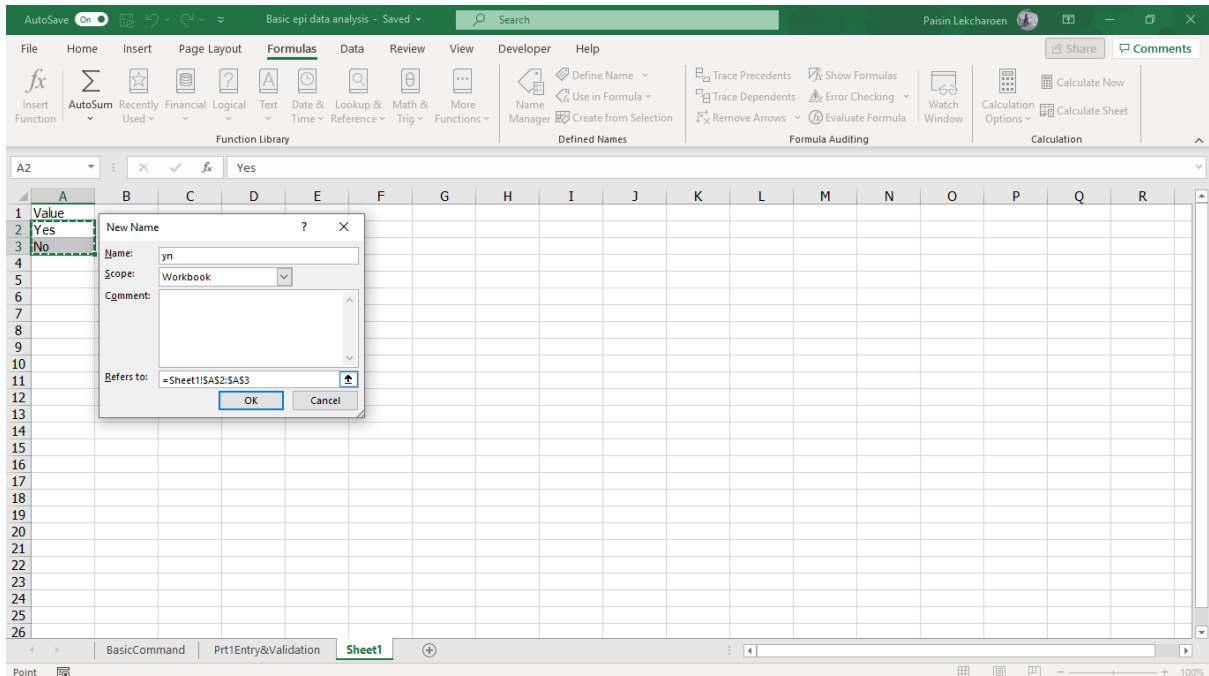 AutoSave On Basic epi data analysis - Saved Search Paisin Lekcharoen
File Home Insert Page Layout Formulas Data Review View Developer Help Share Comments
fx Insert Function
Σ AutoSum
Recently Used
Financial
Logical
Text
Date & Time
Lookup & Reference
Math & Trig
More Functions
Function Library
Name Manager
Define Name
Use in Formula
Create from Selection
Defined Names
Trace Precedents
Trace Dependents
Remove Arrows
Show Formulas
Error Checking
Evaluate Formula
Formula Auditing
Watch Window
Calculation Options
Calculate Now
Calculate Sheet
Calculation
A2 fx Yes
A B C D E F G H I J K L M N O P Q R
1 Value
2 Yes
3 No
4
5
6
7
8
9
10
11
12
13
14
15
16
17
18
19
20
21
22
23
24
25
26
New Name ?
Name: yn
Scope: Workbook
Comment:
Refers to: =Sheet1!$A$2:$A$3
OK Cancel
BasicCommand Prt1Entry&Validation Sheet1
Point 100%